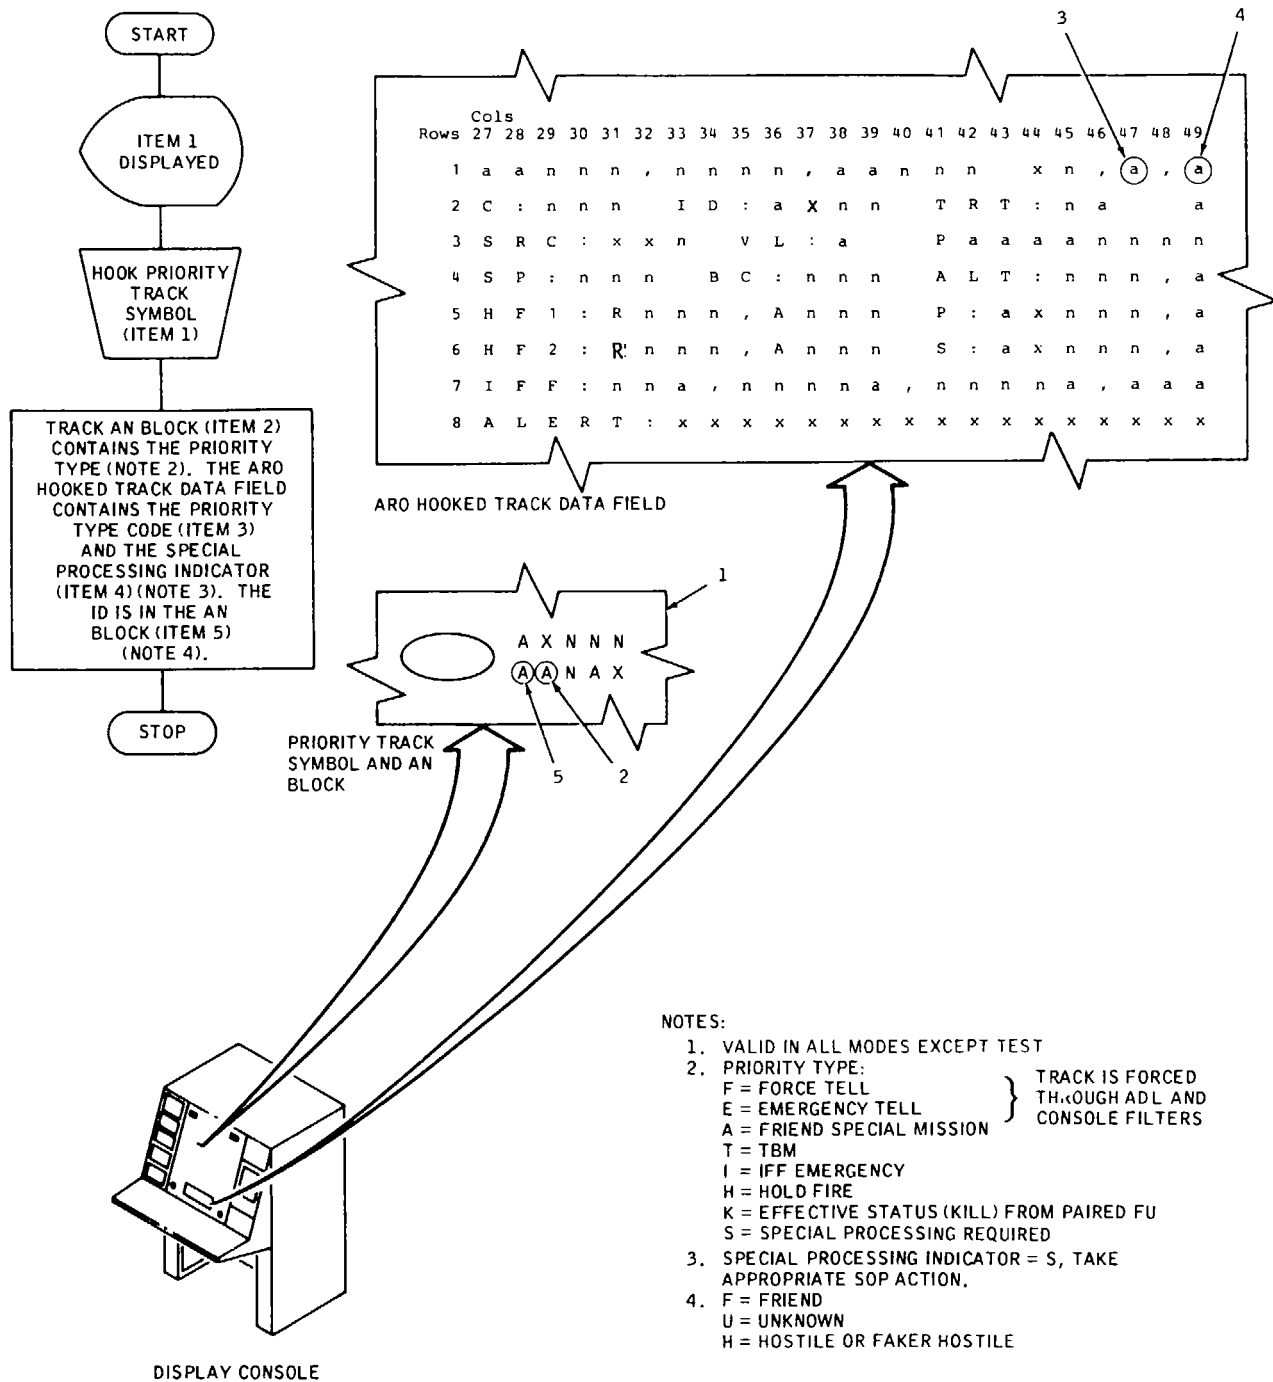 START
ITEM 1
DISPLAYED
HOOK PRIORITY
TRACK
SYMBOL
(ITEM 1)
TRACK AN BLOCK (ITEM 2)
CONTAINS THE PRIORITY
TYPE (NOTE 2). THE ARO
HOOKED TRACK DATA FIELD
CONTAINS THE PRIORITY
TYPE CODE (ITEM 3)
AND THE SPECIAL
PROCESSING INDICATOR
(ITEM 4) (NOTE 3). THE
ID IS IN THE AN
BLOCK (ITEM 5)
(NOTE 4).
STOP
3 4
Cols
Rows 27 28 29 30 31 32 33 34 35 36 37 38 39 40 41 42 43 44 45 46 47 48 49
1 a a n n n , n n n n , a a n n n x n , a , a
2 C : n n n I D : a X n n T R T : n a a
3 S R C : x x n V L : a P a a a a n n n n
4 S P : n n n B C : n n n A L T : n n n , a
5 H F 1 : R n n n , A n n n P : a x n n n , a
6 H F 2 : R n n n , A n n n S : a x n n n , a
7 I F F : n n a , n n n n a , n n n n a , a a a
8 A L E R T : x x x x x x x x x x x x x x x x x
ARO HOOKED TRACK DATA FIELD
1
A X N N N
A A N A X
PRIORITY TRACK
SYMBOL AND AN
BLOCK
5 2
DISPLAY CONSOLE
NOTES:
1. VALID IN ALL MODES EXCEPT TEST
2. PRIORITY TYPE:
F = FORCE TELL
E = EMERGENCY TELL
A = FRIEND SPECIAL MISSION
TRACK IS FORCED
THROUGH ADL AND
CONSOLE FILTERS
T = TBM
I = IFF EMERGENCY
H = HOLD FIRE
K = EFFECTIVE STATUS (KILL) FROM PAIRED FU
S = SPECIAL PROCESSING REQUIRED
3. SPECIAL PROCESSING INDICATOR = S, TAKE
APPROPRIATE SOP ACTION.
4. F = FRIEND
U = UNKNOWN
H = HOSTILE OR FAKER HOSTILE